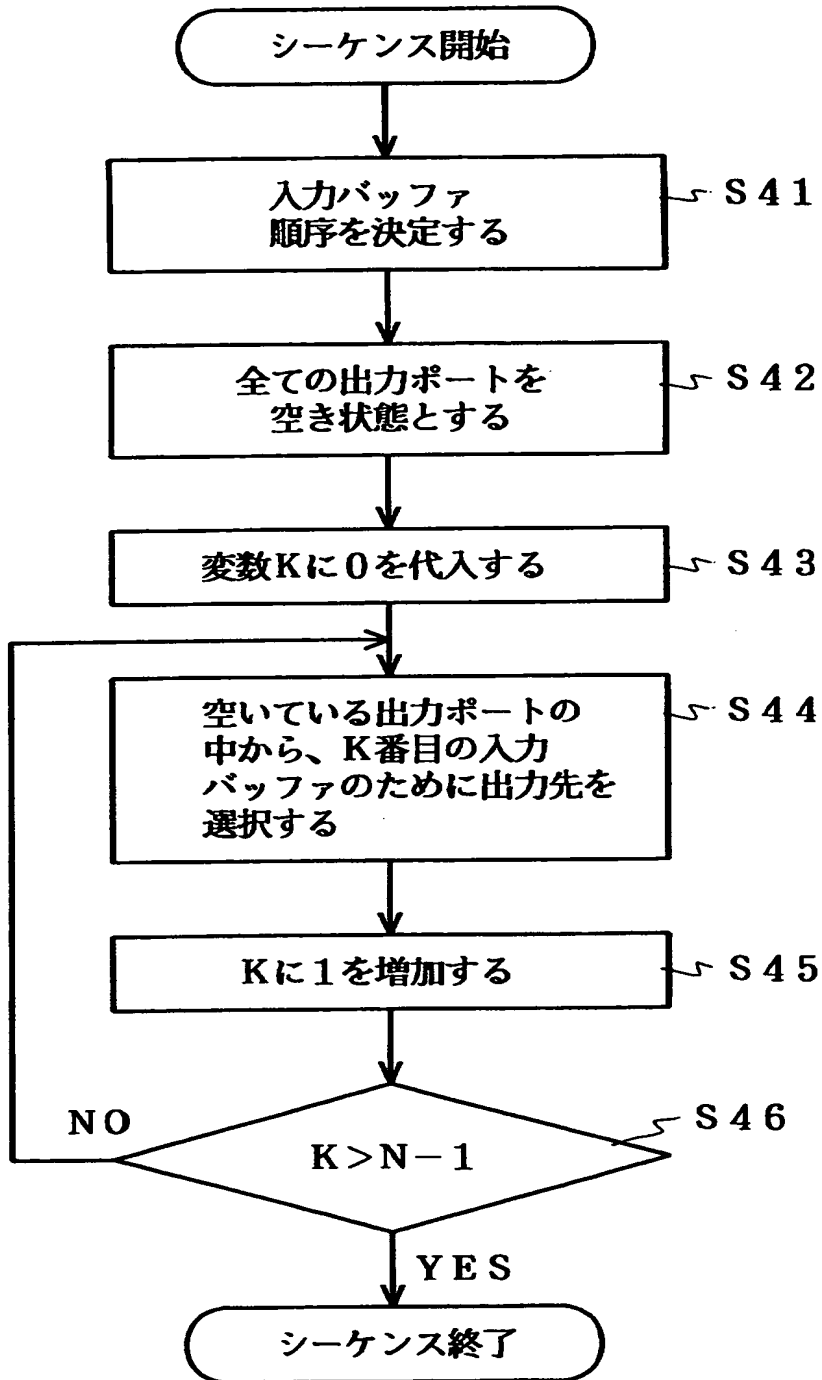 シーケンス開始
入力バッファ
順序を決定する
S41
全ての出力ポートを
空き状態とする
S42
変数Kに0を代入する
S43
空いている出力ポートの
中から、K番目の入力
バッファのために出力先を
選択する
S44
Kに1を増加する
S45
K>N-1
S46
NO
YES
シーケンス終了